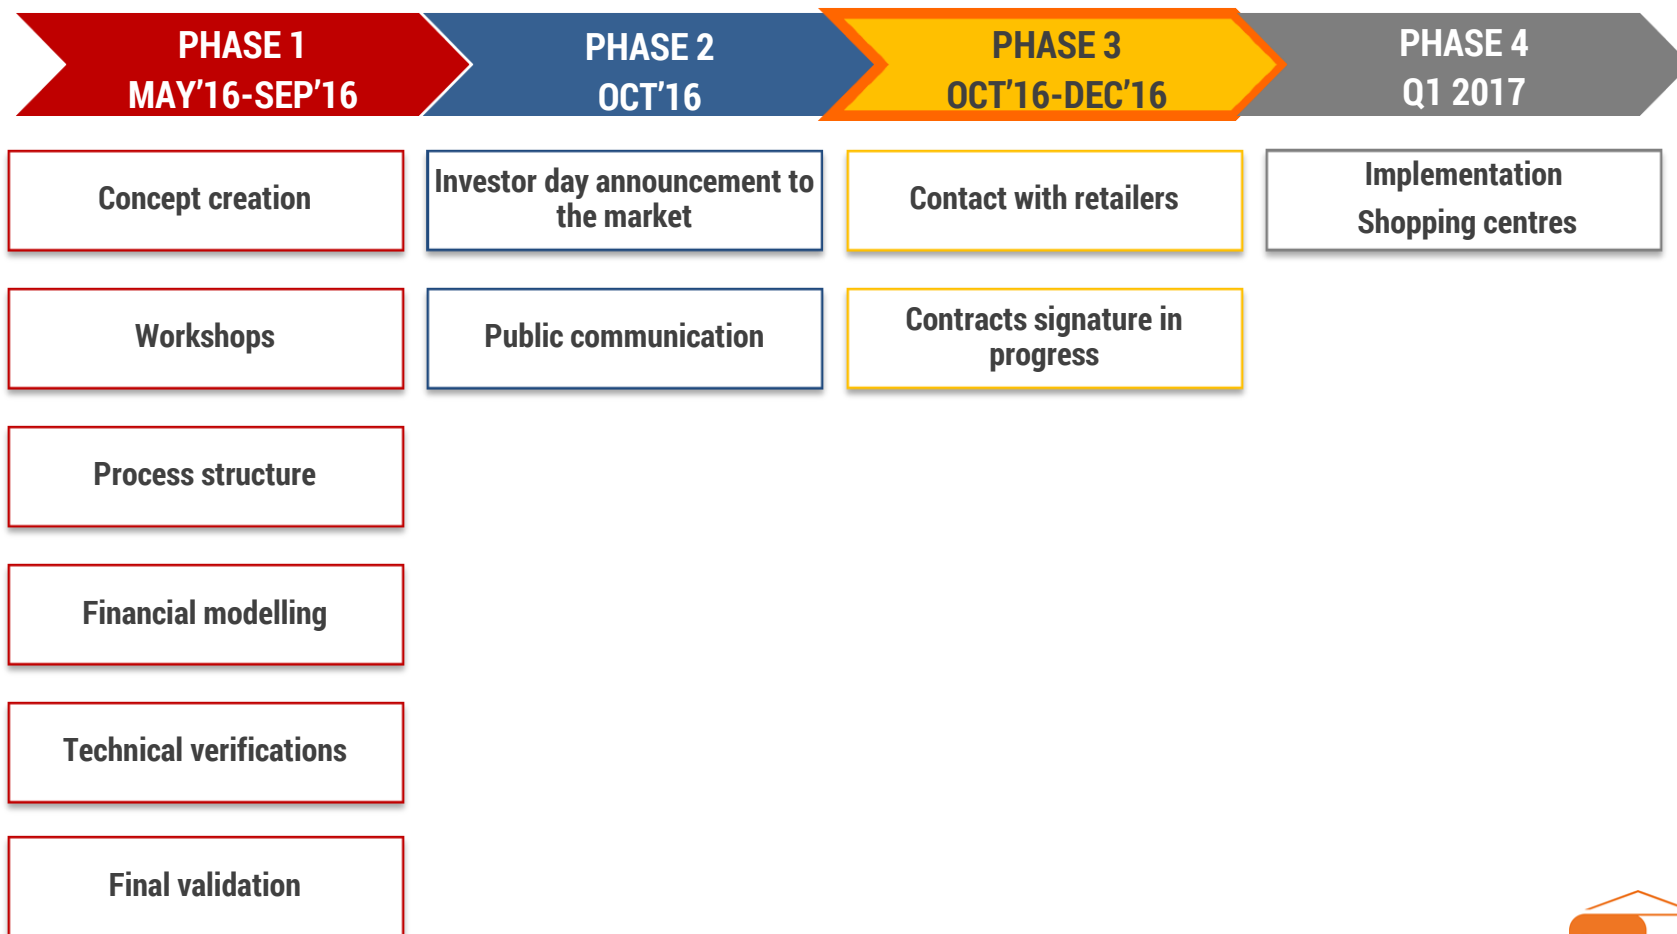 PHASE 1
MAY'16-SEP'16
PHASE 2
OCT'16
PHASE 3
OCT'16-DEC'16
PHASE 4
Q1 2017
Concept creation
Investor day announcement to
the market
Contact with retailers
Implementation
Shopping centres
Workshops
Public communication
Contracts signature in
progress
Process structure
Financial modelling
Technical verifications
Final validation